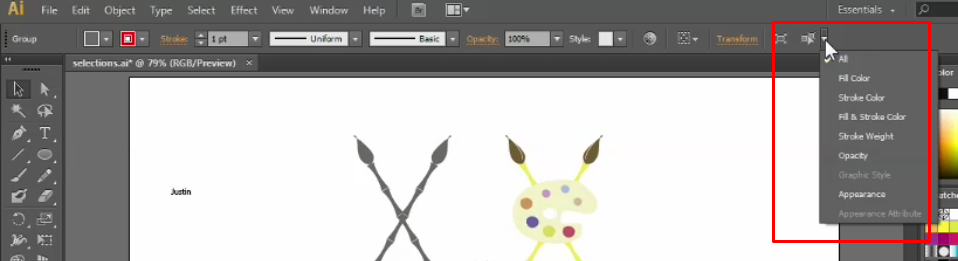 Ai File Edit Object Type Select Effect View Window Help Br Essentials
Group Stroke: 1 pt Uniform Basic Opacity: 100% Style: Transform
selections.ai* @ 79% (RGB/Preview) ×
All
Fill Color
Stroke Color
Fill & Stroke Color
Stroke Weight
Opacity
Graphic Style
Appearance
Appearance Attribute
Justin